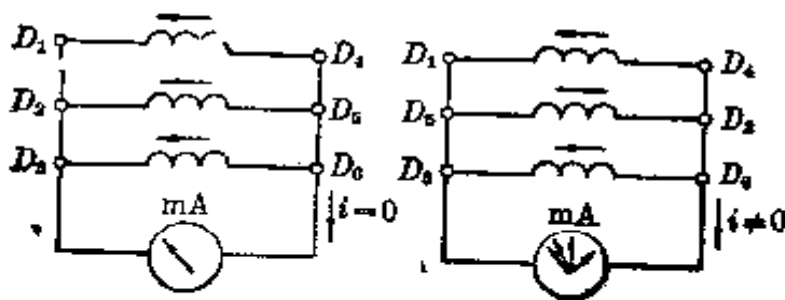 D₁ D₄ D₁ D₄
D₂ D₅ D₅ D₂
D₃ D₆ D₃ D₆
mA i=0 mA i≠0